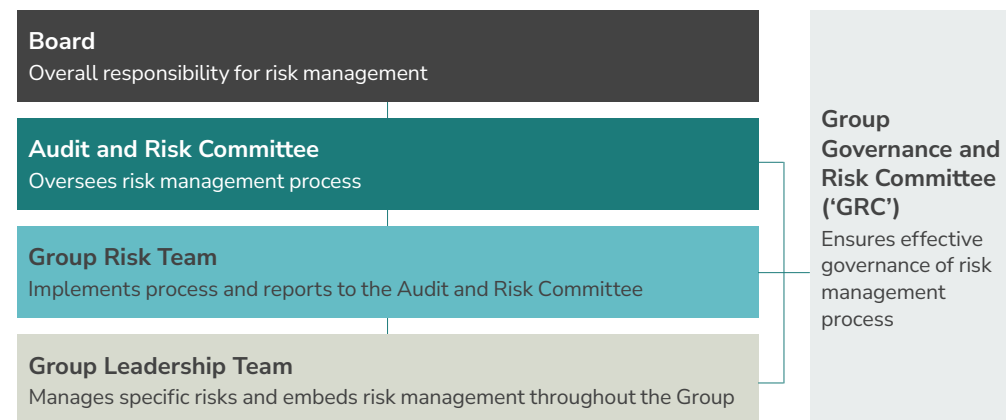 Board
Overall responsibility for risk management
Audit and Risk Committee
Oversees risk management process
Group Risk Team
Implements process and reports to the Audit and Risk Committee
Group Leadership Team
Manages specific risks and embeds risk management throughout the Group
Group
Governance and
Risk Committee
(‘GRC’)
Ensures effective
governance of risk
management
process